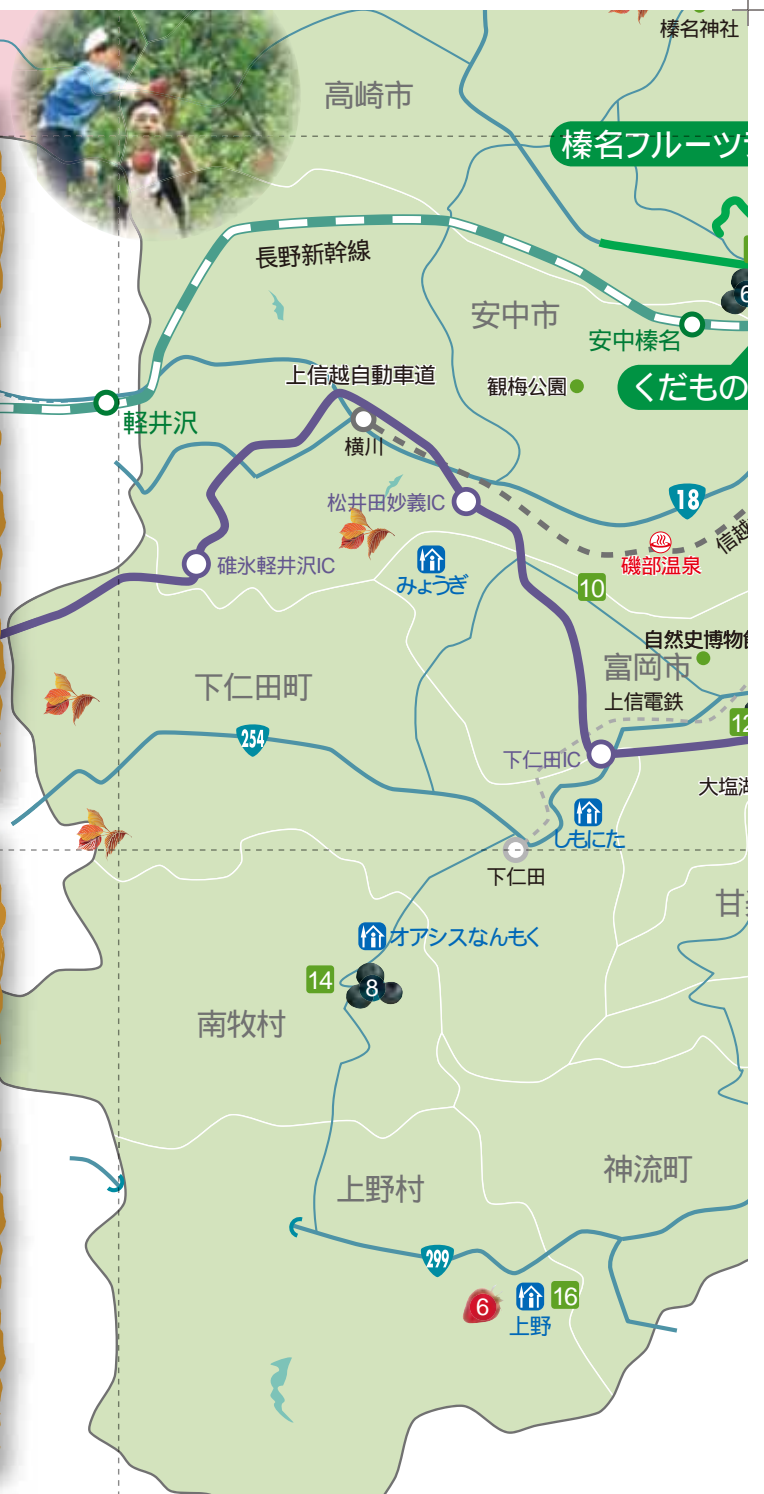 榛名神社
高崎市
榛名フルーツ
長野新幹線
6
安中市
安中榛名
上信越自動車道
観梅公園
くだもの
軽井沢
横川
松井田妙義IC
18
信越
碓氷軽井沢IC
みょうぎ
磯部温泉
10
自然史博物館
富岡市
下仁田町
上信電鉄
12
254
下仁田IC
大塩湖
しもにた
下仁田
甘
オアシスなんもく
14
8
南牧村
神流町
上野村
299
6
16
上野